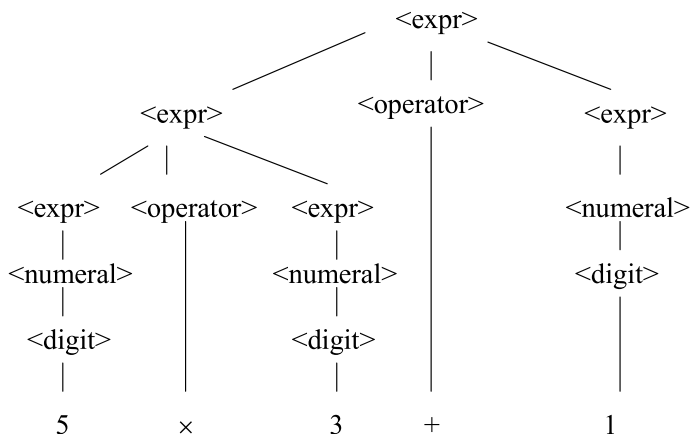 <expr>
<expr> <operator> <expr>
<expr> <operator> <expr> <numeral>
<numeral> <numeral> <digit>
<digit> <digit>
5 × 3 + 1